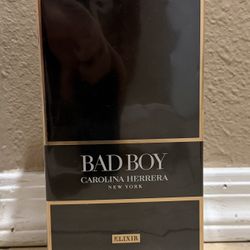 BAD BOY
CAROLINA HERRERA
NEW YORK
ELIXIR